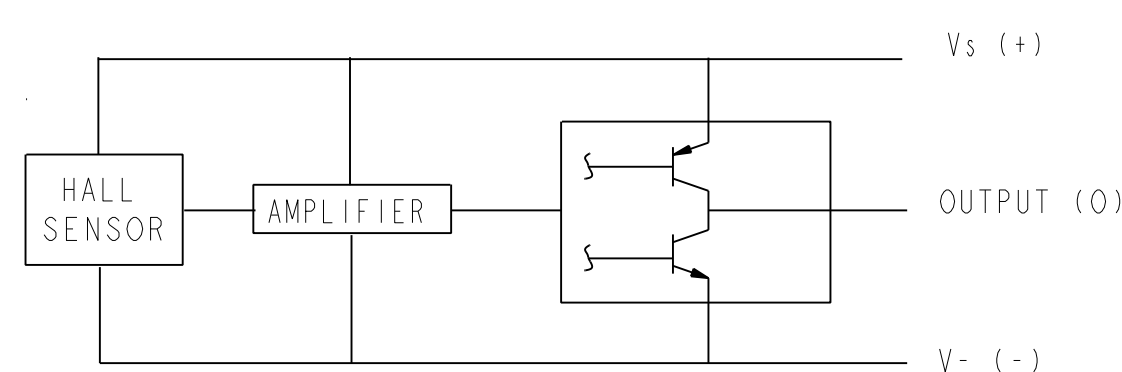 Vs (+)
HALL
SENSOR
AMPLIFIER
OUTPUT (O)
V- (-)